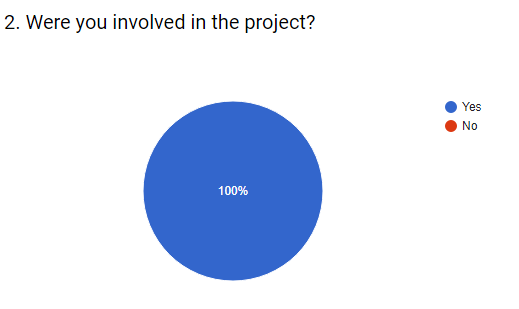 2. Were you involved in the project?
Yes
No
100%